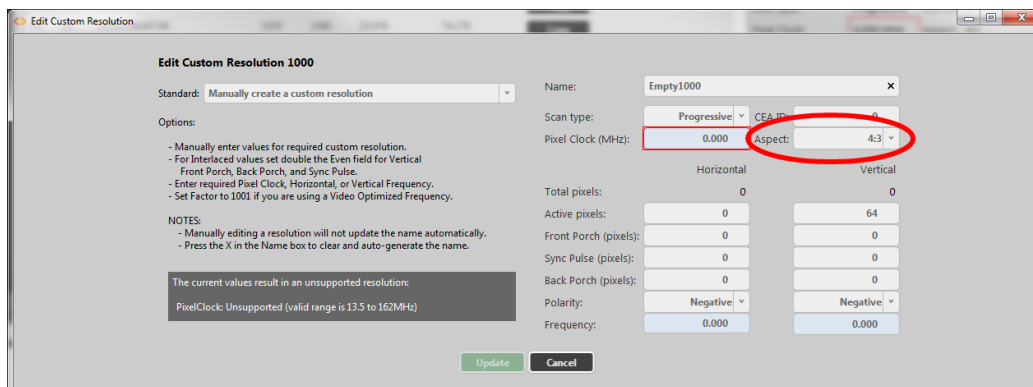 Edit Custom Resolution
Edit Custom Resolution 1000
Standard: Manually create a custom resolution
Options:
- Manually enter values for required custom resolution.
- For Interlaced values set double the Even field for Vertical
Front Porch, Back Porch, and Sync Pulse.
- Enter required Pixel Clock, Horizontal, or Vertical Frequency.
- Set Factor to 1001 if you are using a Video Optimized Frequency.
NOTES:
- Manually editing a resolution will not update the name automatically.
- Press the X in the Name box to clear and auto-generate the name.
The current values result in an unsupported resolution:
PixelClock: Unsupported (valid range is 13.5 to 162MHz)
Name: Empty1000 ×
Scan type: Progressive CEA ID: 0
Pixel Clock (MHz): 0.000 Aspect: 4:3
Horizontal Vertical
Total pixels: 0 0
Active pixels: 0 64
Front Porch (pixels): 0 0
Sync Pulse (pixels): 0 0
Back Porch (pixels): 0 0
Polarity: Negative Negative
Frequency: 0.000 0.000
Update Cancel